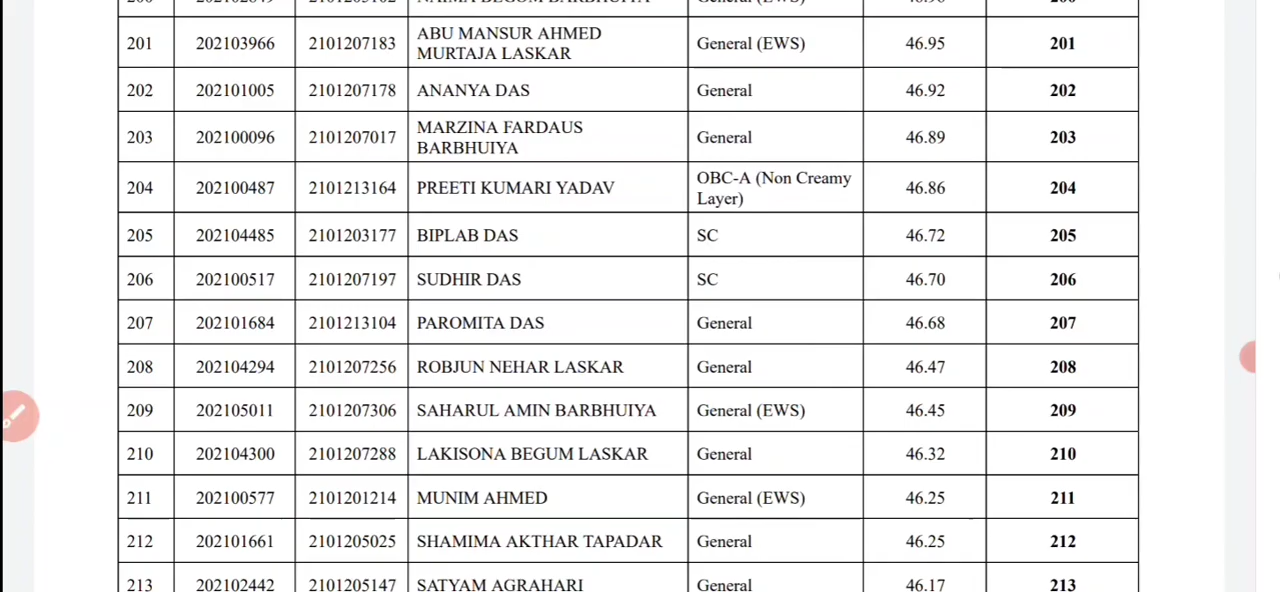 201 202103966 2101207183 ABU MANSUR AHMED MURTAJA LASKAR General (EWS) 46.95 201
202 202101005 2101207178 ANANYA DAS General 46.92 202
203 202100096 2101207017 MARZINA FARDAUS BARBHUIYA General 46.89 203
204 202100487 2101213164 PREETI KUMARI YADAV OBC-A (Non Creamy Layer) 46.86 204
205 202104485 2101203177 BIPLAB DAS SC 46.72 205
206 202100517 2101207197 SUDHIR DAS SC 46.70 206
207 202101684 2101213104 PAROMITA DAS General 46.68 207
208 202104294 2101207256 ROBJUN NEHAR LASKAR General 46.47 208
209 202105011 2101207306 SAHARUL AMIN BARBHUIYA General (EWS) 46.45 209
210 202104300 2101207288 LAKISONA BEGUM LASKAR General 46.32 210
211 202100577 2101201214 MUNIM AHMED General (EWS) 46.25 211
212 202101661 2101205025 SHAMIMA AKTHAR TAPADAR General 46.25 212
213 202102442 2101205147 SATYAM AGRAHARI General 46.17 213